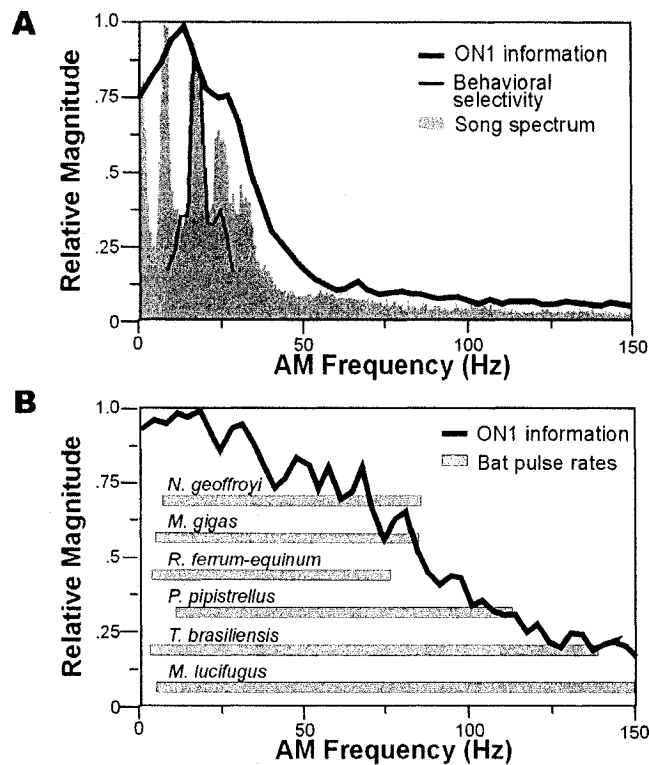 A
Relative Magnitude
1.0
.75
.5
.25
0
ON1 information
Behavioral
selectivity
Song spectrum
0
50
100
150
AM Frequency (Hz)
B
Relative Magnitude
1.0
.75
.5
.25
0
ON1 information
Bat pulse rates
N. geoffroyi
M. gigas
R. ferrum-equinum
P. pipistrellus
T. brasiliensis
M. lucifugus
0
50
100
150
AM Frequency (Hz)